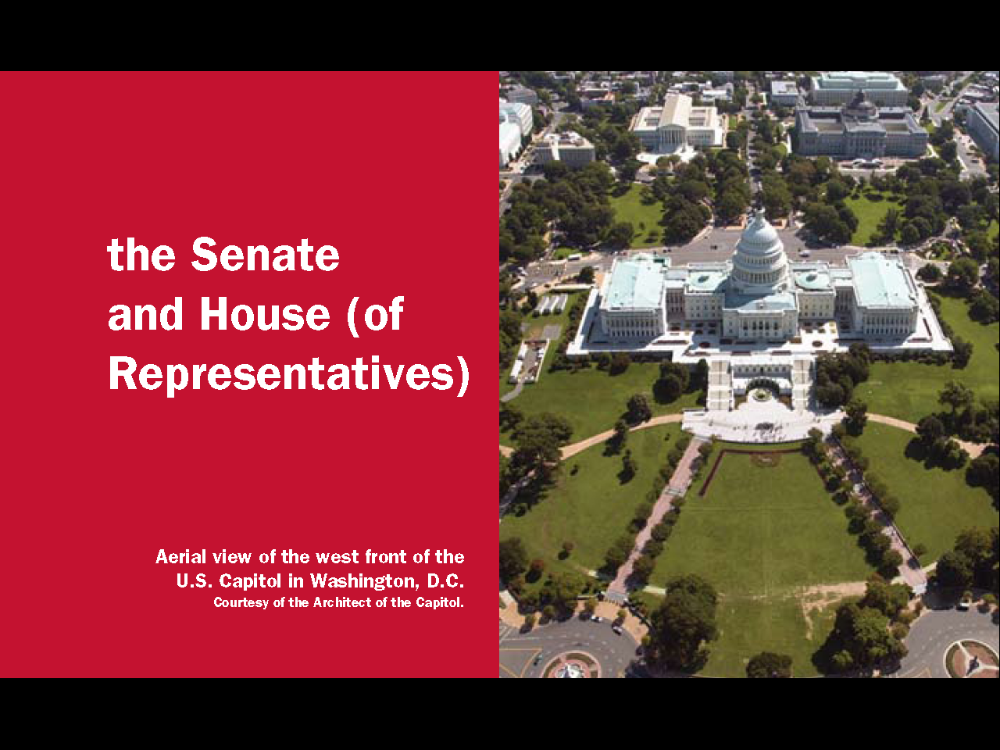 the Senate
and House (of
Representatives)
Aerial view of the west front of the
U.S. Capitol in Washington, D.C.
Courtesy of the Architect of the Capitol.